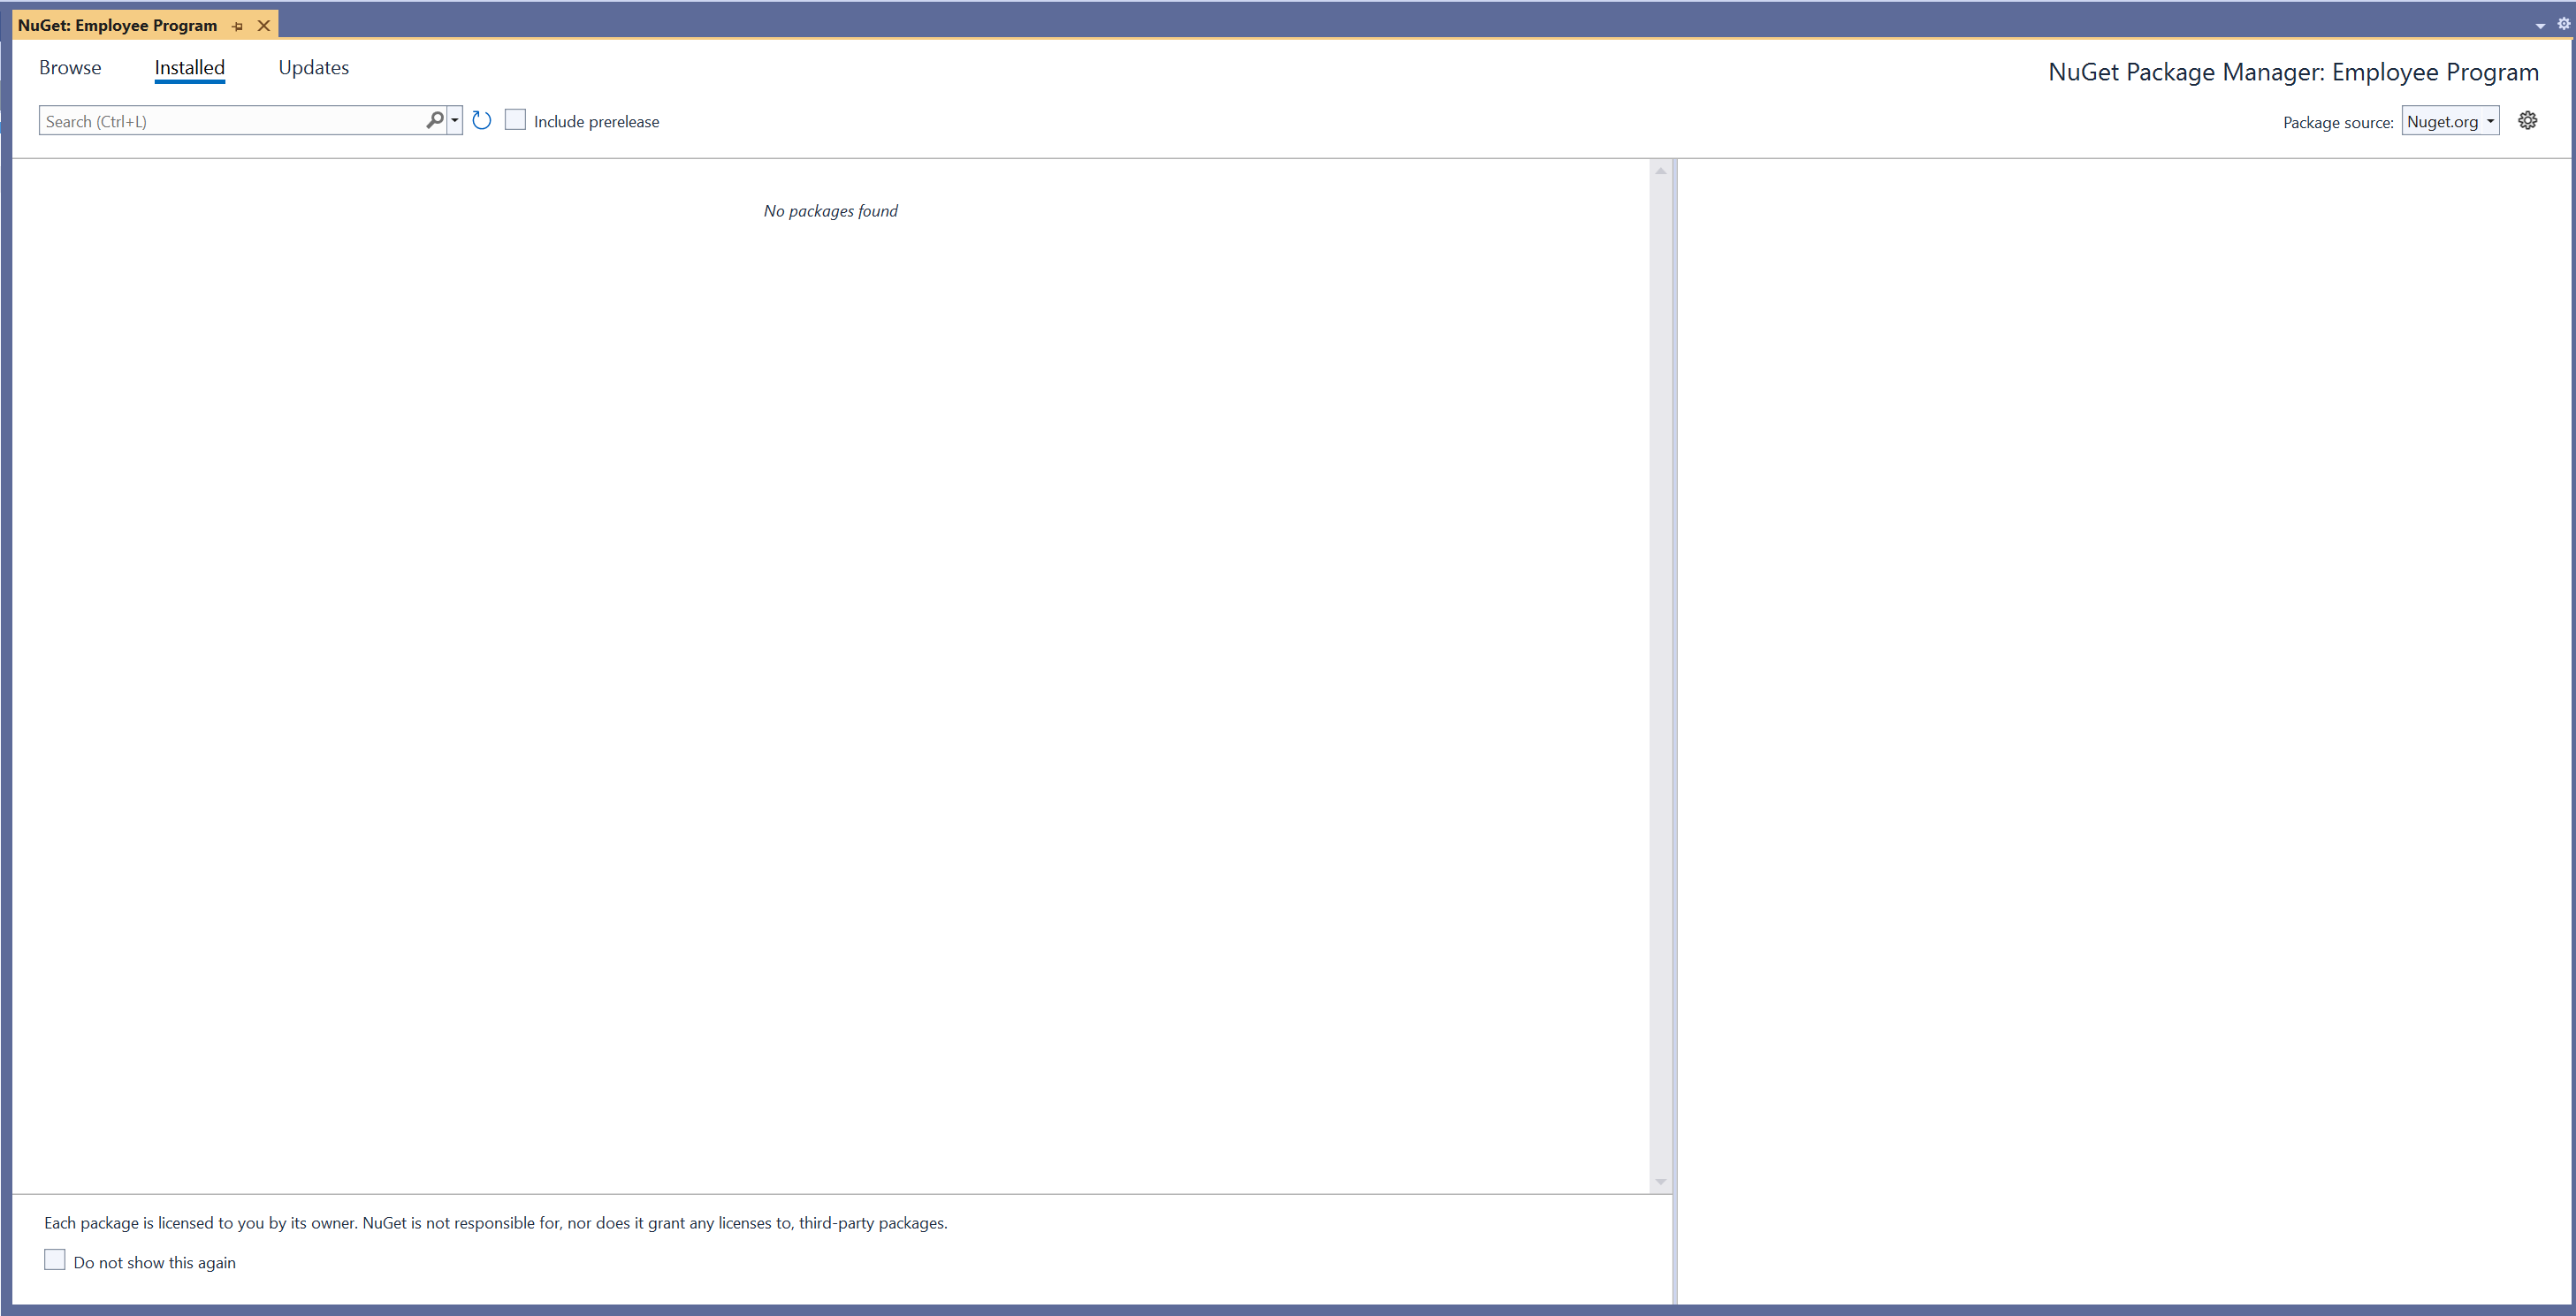 NuGet: Employee Program
Browse Installed Updates
NuGet Package Manager: Employee Program
Search (Ctrl+L)
Include prerelease
Package source: Nuget.org
No packages found
Each package is licensed to you by its owner. NuGet is not responsible for, nor does it grant any licenses to, third-party packages.
Do not show this again